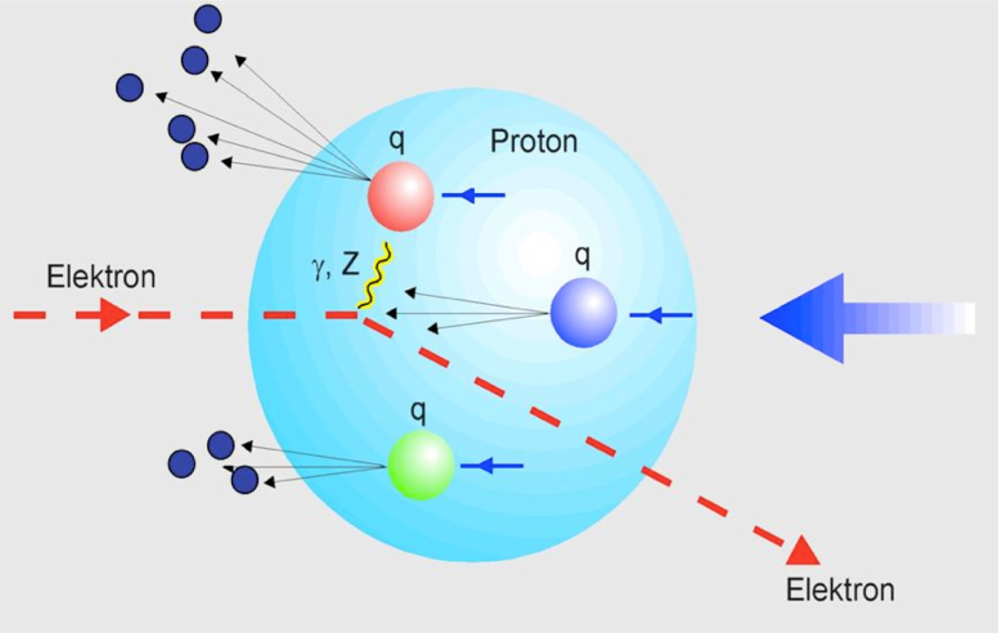 q
Proton
γ, Z
q
Elektron
q
Elektron